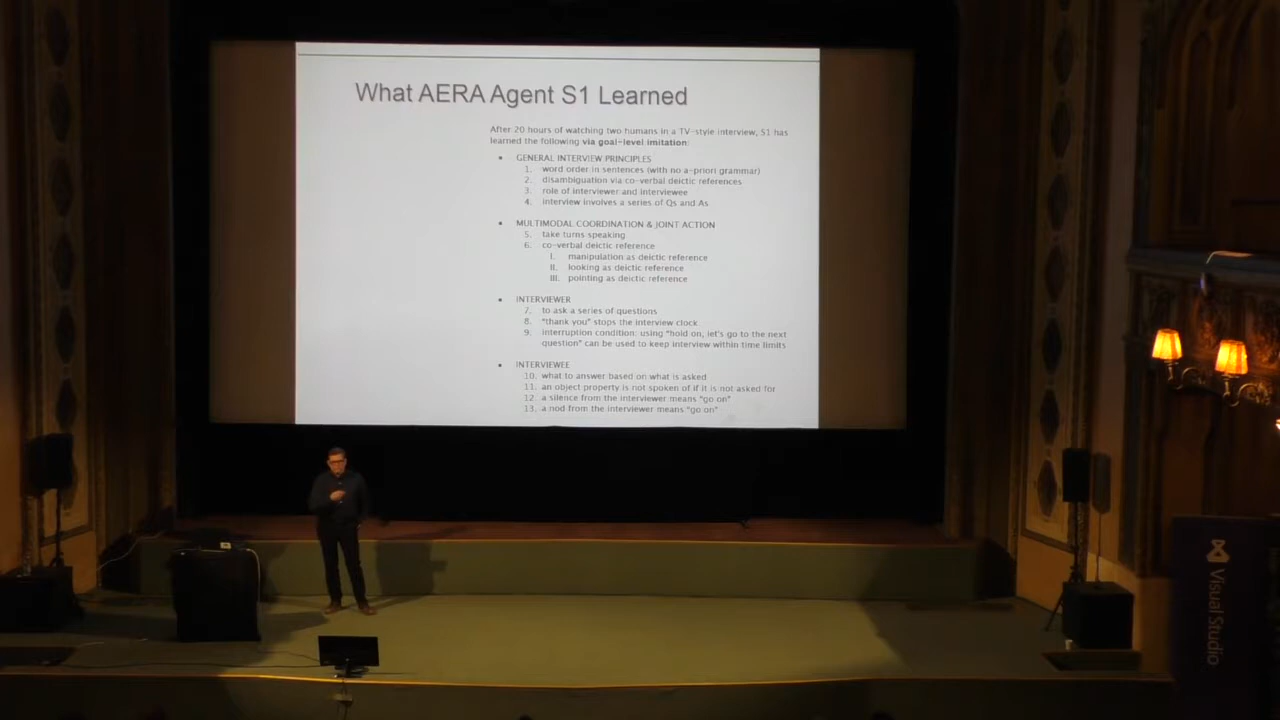 What AERA Agent S1 Learned
After 20 hours of watching two humans in a TV-style interview, S1 has
learned the following via goal-level imitation:
• GENERAL INTERVIEW PRINCIPLES
1. word order in sentences (with no a-priori grammar)
2. disambiguation via co-verbal deictic references
3. role of interviewer and interviewee
4. interview involves a series of Qs and As
• MULTIMODAL COORDINATION & JOINT ACTION
5. take turns speaking
6. co-verbal deictic reference
I. manipulation as deictic reference
II. looking as deictic reference
III. pointing as deictic reference
• INTERVIEWER
7. to ask a series of questions
8. "thank you" stops the interview clock
9. interruption condition: using "hold on, let's go to the next
question" can be used to keep interview within time limits
• INTERVIEWEE
10. what to answer based on what is asked
11. an object property is not spoken of if it is not asked for
12. a silence from the interviewer means "go on"
13. a nod from the interviewer means "go on"
Visual Studio